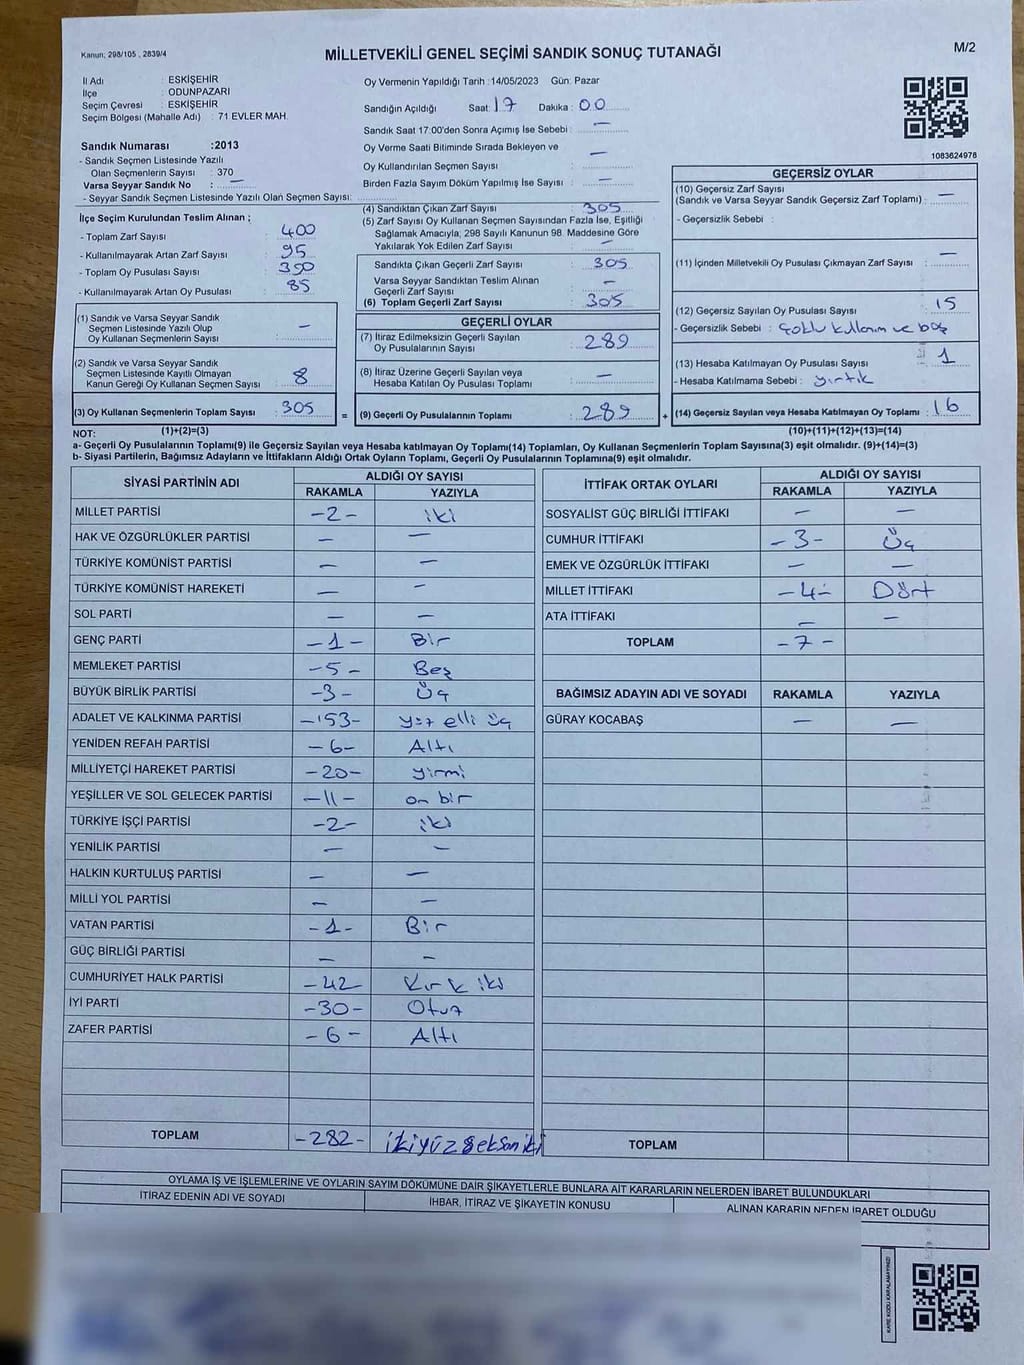 Kanun: 298/105 , 2839/4
MİLLETVEKİLİ GENEL SEÇİMİ SANDIK SONUÇ TUTANAĞI
M/2
İl Adı : ESKİŞEHİR
İlçe : ODUNPAZARI
Seçim Çevresi : ESKİŞEHİR
Seçim Bölgesi (Mahalle Adı) : 71 EVLER MAH.
Sandık Numarası :2013
- Sandık Seçmen Listesinde Yazılı
Olan Seçmenlerin Sayısı : 370
Varsa Seyyar Sandık No : —
- Seyyar Sandık Seçmen Listesinde Yazılı Olan Seçmen Sayısı:
Oy Vermenin Yapıldığı Tarih :14/05/2023 Gün: Pazar
Sandığın Açıldığı Saat : 17 Dakika : 00
Sandık Saat 17:00'den Sonra Açımış İse Sebebi : —
Oy Verme Saati Bitiminde Sırada Bekleyen ve
Oy Kullandırılan Seçmen Sayısı : —
Birden Fazla Sayım Döküm Yapılmış İse Sayısı : —
1083624978
İlçe Seçim Kurulundan Teslim Alınan ;
- Toplam Zarf Sayısı : 400
- Kullanılmayarak Artan Zarf Sayısı : 95
- Toplam Oy Pusulası Sayısı : 350
- Kullanılmayarak Artan Oy Pusulası : 85
(1) Sandık ve Varsa Seyyar Sandık
Seçmen Listesinde Yazılı Olup
Oy Kullanan Seçmenlerin Sayısı : —
(2) Sandık ve Varsa Seyyar Sandık
Seçmen Listesinde Kayıtlı Olmayan
Kanun Gereği Oy Kullanan Seçmen Sayısı : 8
(3) Oy Kullanan Seçmenlerin Toplam Sayısı : 305
(1)+(2)=(3)
(4) Sandıktan Çıkan Zarf Sayısı : 305
(5) Zarf Sayısı Oy Kullanan Seçmen Sayısından Fazla İse, Eşitliği
Sağlamak Amacıyla, 298 Sayılı Kanunun 98. Maddesine Göre
Yakılarak Yok Edilen Zarf Sayısı : —
Sandıkta Çıkan Geçerli Zarf Sayısı : 305
Varsa Seyyar Sandıktan Teslim Alınan
Geçerli Zarf Sayısı : —
(6) Toplam Geçerli Zarf Sayısı : 305
GEÇERLİ OYLAR
(7) İtiraz Edilmeksizin Geçerli Sayılan
Oy Pusulalarının Sayısı : 289
(8) İtiraz Üzerine Geçerli Sayılan veya
Hesaba Katılan Oy Pusulası Toplamı : —
= (9) Geçerli Oy Pusulalarının Toplamı : 289 +
GEÇERSİZ OYLAR
(10) Geçersiz Zarf Sayısı
(Sandık ve Varsa Seyyar Sandık Geçersiz Zarf Toplamı) : —
- Geçersizlik Sebebi :
(11) İçinden Milletvekili Oy Pusulası Çıkmayan Zarf Sayısı : —
(12) Geçersiz Sayılan Oy Pusulası Sayısı : 15
- Geçersizlik Sebebi : çoklu kullanım ve boş
(13) Hesaba Katılmayan Oy Pusulası Sayısı : 1
- Hesaba Katılmama Sebebi : yırtık
(14) Geçersiz Sayılan veya Hesaba Katılmayan Oy Toplamı : 16
(10)+(11)+(12)+(13)=(14)
NOT:
a- Geçerli Oy Pusulalarının Toplamı(9) ile Geçersiz Sayılan veya Hesaba katılmayan Oy Toplamı(14) Toplamları, Oy Kullanan Seçmenlerin Toplam Sayısına(3) eşit olmalıdır. (9)+(14)=(3)
b- Siyasi Partilerin, Bağımsız Adayların ve İttifakların Aldığı Ortak Oyların Toplamı, Geçerli Oy Pusulalarının Toplamına(9) eşit olmalıdır.
SİYASİ PARTİNİN ADI ALDIĞI OY SAYISI
RAKAMLA YAZIYLA
MİLLET PARTİSİ -2- iki
HAK VE ÖZGÜRLÜKLER PARTİSİ — —
TÜRKİYE KOMÜNİST PARTİSİ — —
TÜRKİYE KOMÜNİST HAREKETİ — —
SOL PARTİ — —
GENÇ PARTİ -1- Bir
MEMLEKET PARTİSİ -5- Beş
BÜYÜK BİRLİK PARTİSİ -3- Üç
ADALET VE KALKINMA PARTİSİ -153- yüz elli üç
YENİDEN REFAH PARTİSİ -6- Altı
MİLLİYETÇİ HAREKET PARTİSİ -20- yirmi
YEŞİLLER VE SOL GELECEK PARTİSİ -11- on bir
TÜRKİYE İŞÇİ PARTİSİ -2- iki
YENİLİK PARTİSİ — —
HALKIN KURTULUŞ PARTİSİ — —
MİLLİ YOL PARTİSİ — —
VATAN PARTİSİ -1- Bir
GÜÇ BİRLİĞİ PARTİSİ — —
CUMHURİYET HALK PARTİSİ -42 Kırk iki
İYİ PARTİ -30- Otuz
ZAFER PARTİSİ -6- Altı
TOPLAM -282- ikiyüzseksen iki
İTTİFAK ORTAK OYLARI ALDIĞI OY SAYISI
RAKAMLA YAZIYLA
SOSYALİST GÜÇ BİRLİĞİ İTTİFAKI — —
CUMHUR İTTİFAKI -3- Üç
EMEK VE ÖZGÜRLÜK İTTİFAKI — —
MİLLET İTTİFAKI -4- Dört
ATA İTTİFAKI — —
TOPLAM -7-
BAĞIMSIZ ADAYIN ADI VE SOYADI RAKAMLA YAZIYLA
GÜRAY KOCABAŞ — —
TOPLAM
OYLAMA İŞ VE İŞLEMLERİNE VE OYLARIN SAYIM DÖKÜMÜNE DAİR ŞİKAYETLERLE BUNLARA AİT KARARLARIN NELERDEN İBARET BULUNDUKLARI
İTİRAZ EDENİN ADI VE SOYADI İHBAR, İTİRAZ VE ŞİKAYETİN KONUSU ALINAN KARARIN NEDEN İBARET OLDUĞU
KARE KODU KARALAMAYINIZ!